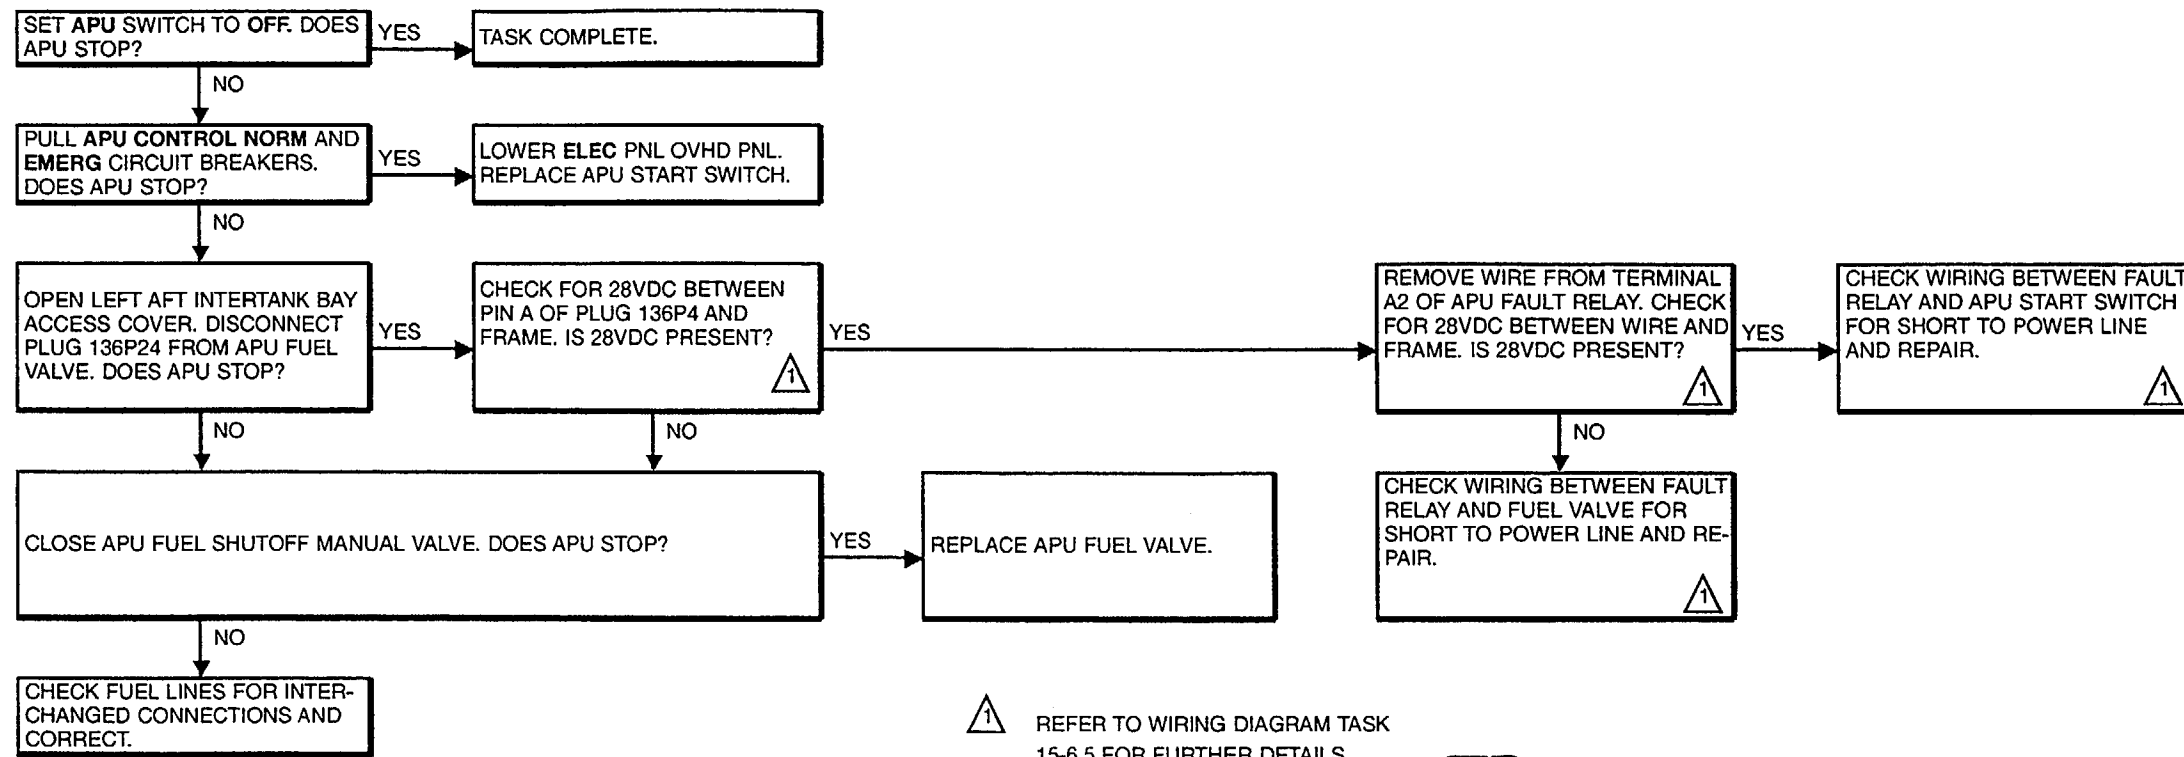 SET APU SWITCH TO OFF. DOES
APU STOP?
YES
TASK COMPLETE.
NO
PULL APU CONTROL NORM AND
EMERG CIRCUIT BREAKERS.
DOES APU STOP?
YES
LOWER ELEC PNL OVHD PNL.
REPLACE APU START SWITCH.
NO
OPEN LEFT AFT INTERTANK BAY
ACCESS COVER. DISCONNECT
PLUG 136P24 FROM APU FUEL
VALVE. DOES APU STOP?
YES
CHECK FOR 28VDC BETWEEN
PIN A OF PLUG 136P4 AND
FRAME. IS 28VDC PRESENT?
1
YES
REMOVE WIRE FROM TERMINAL
A2 OF APU FAULT RELAY. CHECK
FOR 28VDC BETWEEN WIRE AND
FRAME. IS 28VDC PRESENT?
1
YES
CHECK WIRING BETWEEN FAULT
RELAY AND APU START SWITCH
FOR SHORT TO POWER LINE
AND REPAIR.
1
NO
NO
NO
CLOSE APU FUEL SHUTOFF MANUAL VALVE. DOES APU STOP?
YES
REPLACE APU FUEL VALVE.
CHECK WIRING BETWEEN FAULT
RELAY AND FUEL VALVE FOR
SHORT TO POWER LINE AND RE-
PAIR.
1
NO
CHECK FUEL LINES FOR INTER-
CHANGED CONNECTIONS AND
CORRECT.
1
REFER TO WIRING DIAGRAM TASK
15-6.5 FOR FURTHER DETAILS